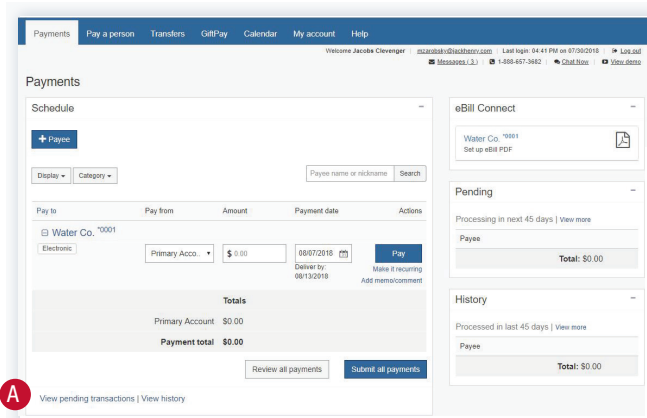 Payments Pay a person Transfers GiftPay Calendar My account Help
Welcome Jacobs Clevenger mzarobsky@jackhenry.com Last login: 04:41 PM on 07/30/2018 Log out
Messages ( 3 ) 1-888-657-3682 Chat Now View demo
Payments
Schedule
+ Payee
Display Category Payee name or nickname Search
Pay to Pay from Amount Payment date Actions
Water Co. *0001
Electronic
Primary Acco.. $ 0.00 08/07/2018 Pay
Deliver by: 08/13/2018
Make it recurring
Add memo/comment
Totals
Primary Account $0.00
Payment total $0.00
Review all payments Submit all payments
A
View pending transactions | View history
eBill Connect
Water Co. *0001
Set up eBill PDF
Pending
Processing in next 45 days | View more
Payee
Total: $0.00
History
Processed in last 45 days | View more
Payee
Total: $0.00